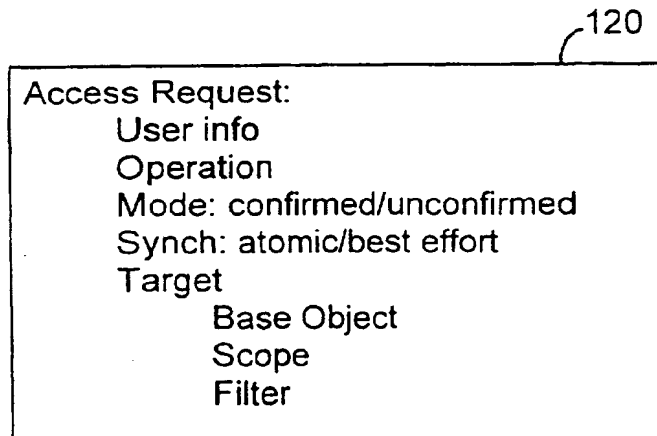 120
Access Request:
User info
Operation
Mode: confirmed/unconfirmed
Synch: atomic/best effort
Target
Base Object
Scope
Filter